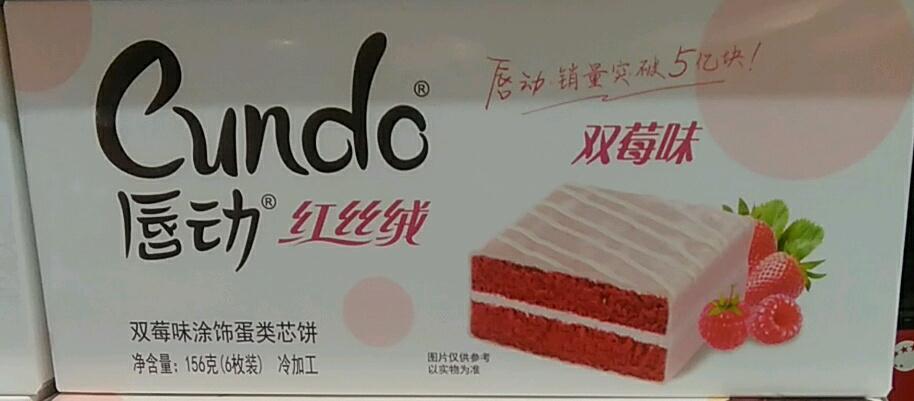 Cundo®
唇动® 红丝绒
唇动·销量突破5亿块!
双莓味
双莓味涂饰蛋类芯饼
净含量：156克(6枚装) 冷加工
图片仅供参考
以实物为准